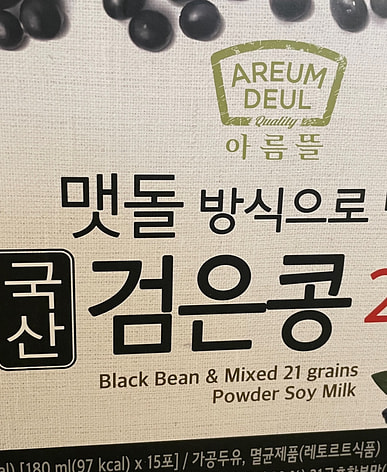 AREUM
DEUL
Quality
아름뜰
맷돌 방식으로
국산
검은콩 2
Black Bean & Mixed 21 grains
Powder Soy Milk
[180 ml(97 kcal) x 15포] / 가공두유, 멸균제품(레토르트식품)